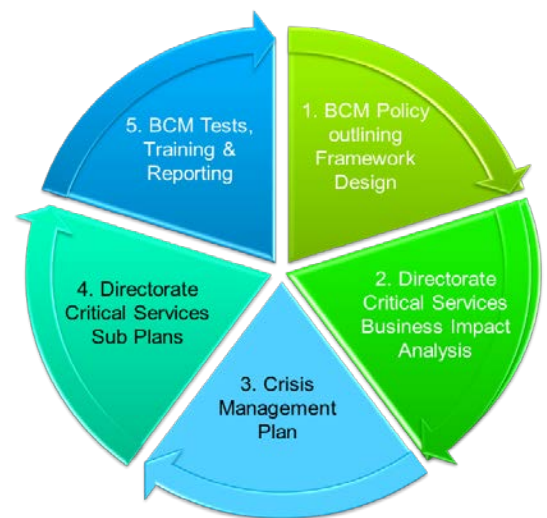 1. BCM Policy
outlining
Framework
Design
2. Directorate
Critical Services
Business Impact
Analysis
3. Crisis
Management
Plan
4. Directorate
Critical Services
Sub Plans
5. BCM Tests,
Training &
Reporting